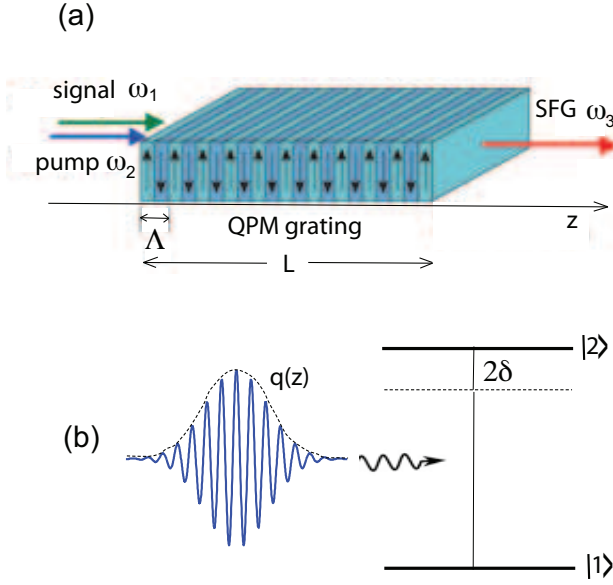 (a)
signal ω₁
pump ω₂
SFG ω₃
Λ
QPM grating
z
L
(b)
q(z)
|2⟩
2δ
|1⟩